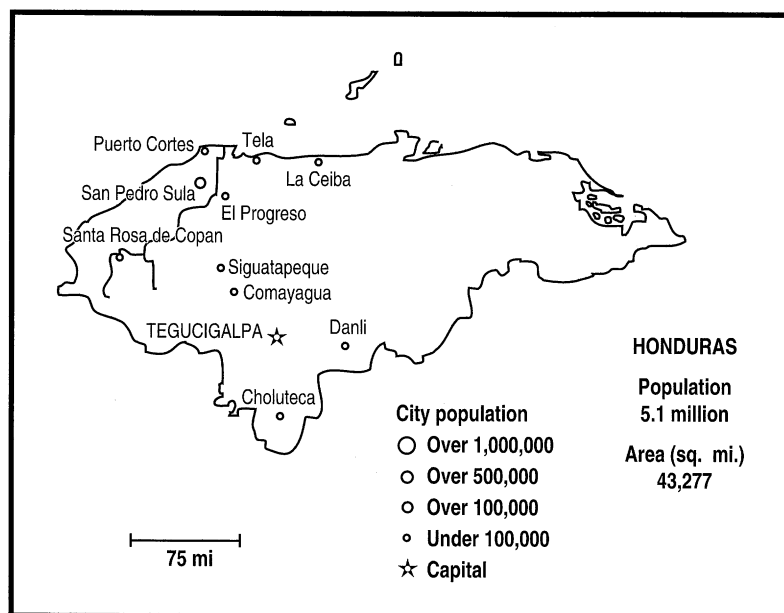 Puerto Cortes
Tela
La Ceiba
San Pedro Sula
El Progreso
Santa Rosa de Copan
Siguatapeque
Comayagua
TEGUCIGALPA
Danli
Choluteca
HONDURAS
Population
5.1 million
Area (sq. mi.)
43,277
City population
Over 1,000,000
Over 500,000
Over 100,000
Under 100,000
Capital
75 mi